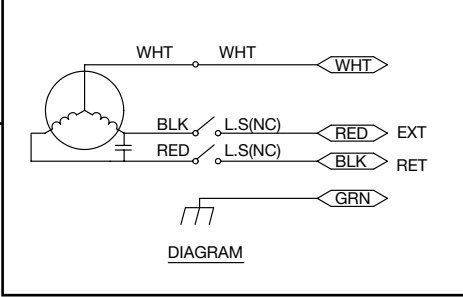 WHT WHT WHT
BLK L.S(NC) RED EXT
RED L.S(NC) BLK RET
GRN
DIAGRAM